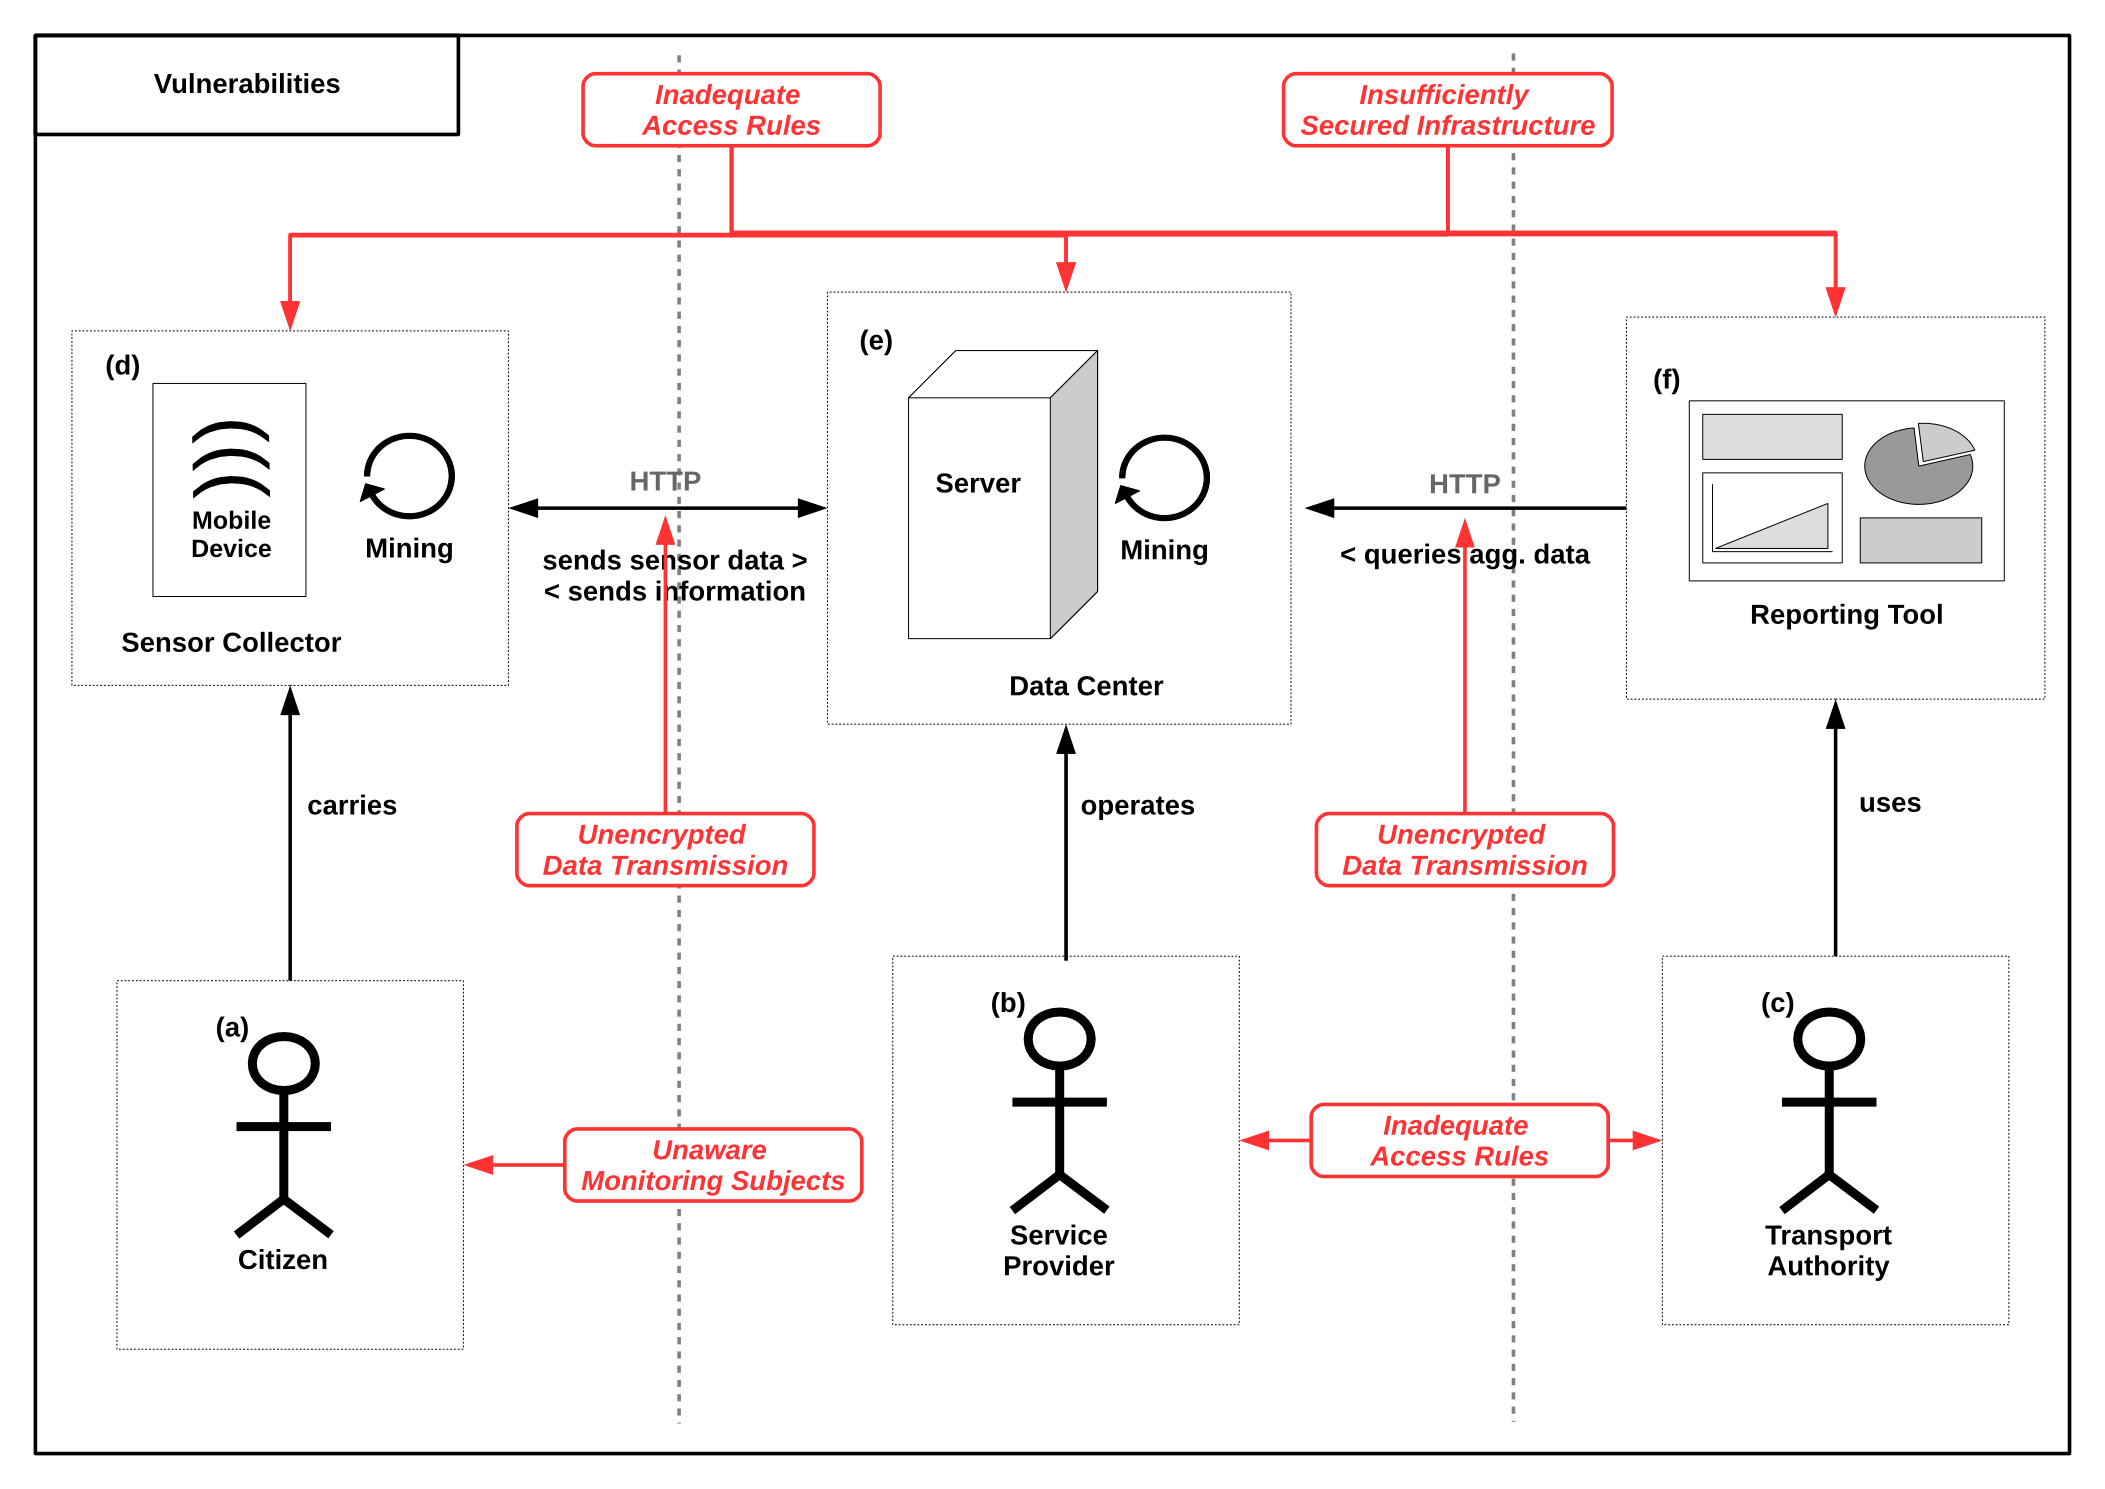 Vulnerabilities
Inadequate
Access Rules
Insufficiently
Secured Infrastructure
(d)
Mobile
Device
Mining
Sensor Collector
HTTP
sends sensor data >
< sends information
(e)
Server
Mining
Data Center
HTTP
< queries agg. data
(f)
Reporting Tool
carries
Unencrypted
Data Transmission
operates
Unencrypted
Data Transmission
uses
(a)
Citizen
Unaware
Monitoring Subjects
(b)
Service
Provider
Inadequate
Access Rules
(c)
Transport
Authority